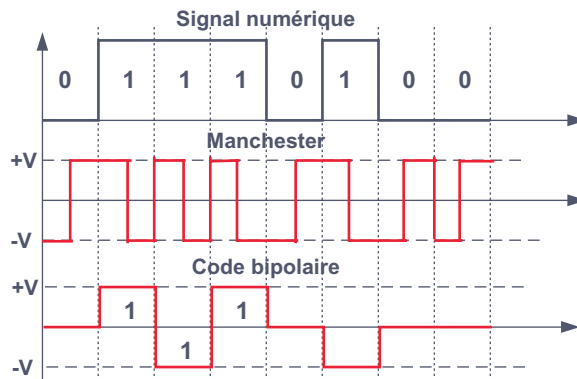 Signal numérique
0 1 1 1 0 1 0 0
Manchester
+V
-V
Code bipolaire
+V
1 1
1
-V